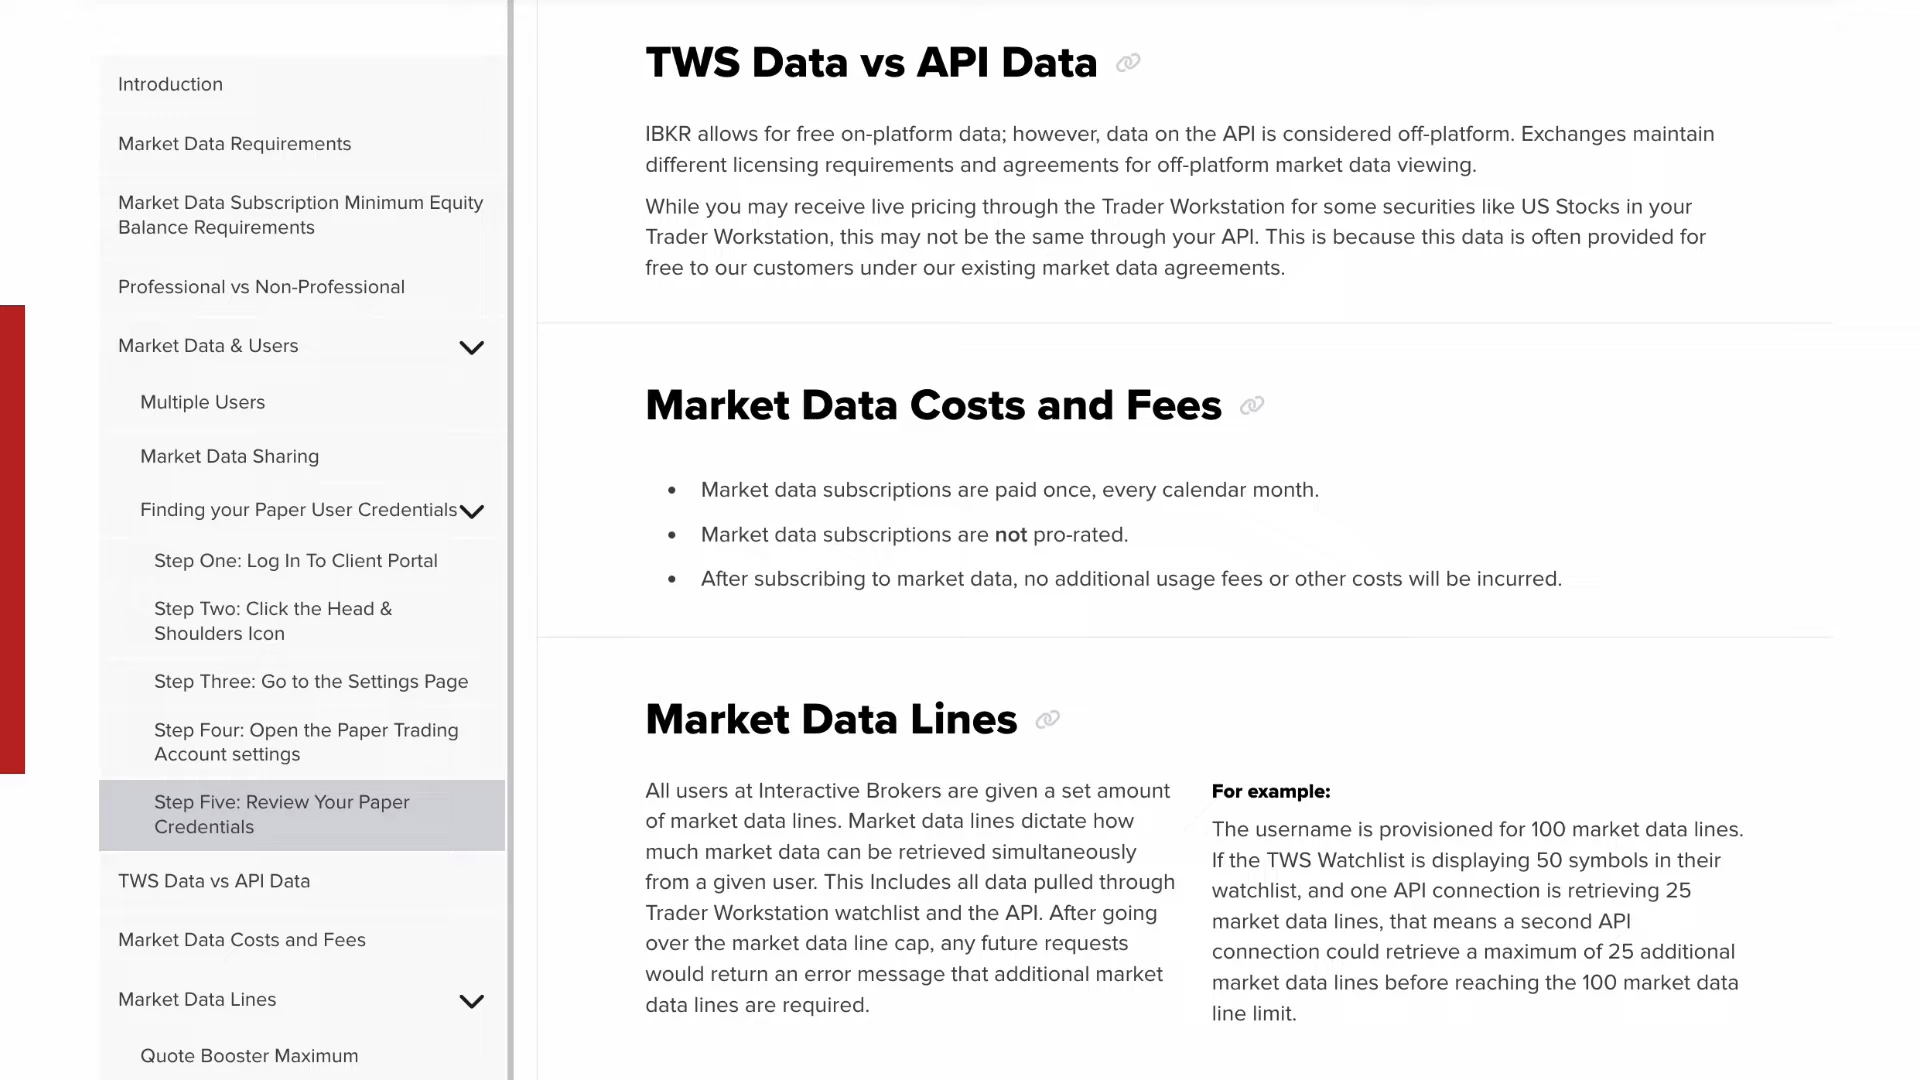 Introduction
Market Data Requirements
Market Data Subscription Minimum Equity
Balance Requirements
Professional vs Non-Professional
Market Data & Users
Multiple Users
Market Data Sharing
Finding your Paper User Credentials
Step One: Log In To Client Portal
Step Two: Click the Head &
Shoulders Icon
Step Three: Go to the Settings Page
Step Four: Open the Paper Trading
Account settings
Step Five: Review Your Paper
Credentials
TWS Data vs API Data
Market Data Costs and Fees
Market Data Lines
Quote Booster Maximum
TWS Data vs API Data
IBKR allows for free on-platform data; however, data on the API is considered off-platform. Exchanges maintain
different licensing requirements and agreements for off-platform market data viewing.
While you may receive live pricing through the Trader Workstation for some securities like US Stocks in your
Trader Workstation, this may not be the same through your API. This is because this data is often provided for
free to our customers under our existing market data agreements.
Market Data Costs and Fees
• Market data subscriptions are paid once, every calendar month.
• Market data subscriptions are not pro-rated.
• After subscribing to market data, no additional usage fees or other costs will be incurred.
Market Data Lines
All users at Interactive Brokers are given a set amount
of market data lines. Market data lines dictate how
much market data can be retrieved simultaneously
from a given user. This Includes all data pulled through
Trader Workstation watchlist and the API. After going
over the market data line cap, any future requests
would return an error message that additional market
data lines are required.
For example:
The username is provisioned for 100 market data lines.
If the TWS Watchlist is displaying 50 symbols in their
watchlist, and one API connection is retrieving 25
market data lines, that means a second API
connection could retrieve a maximum of 25 additional
market data lines before reaching the 100 market data
line limit.